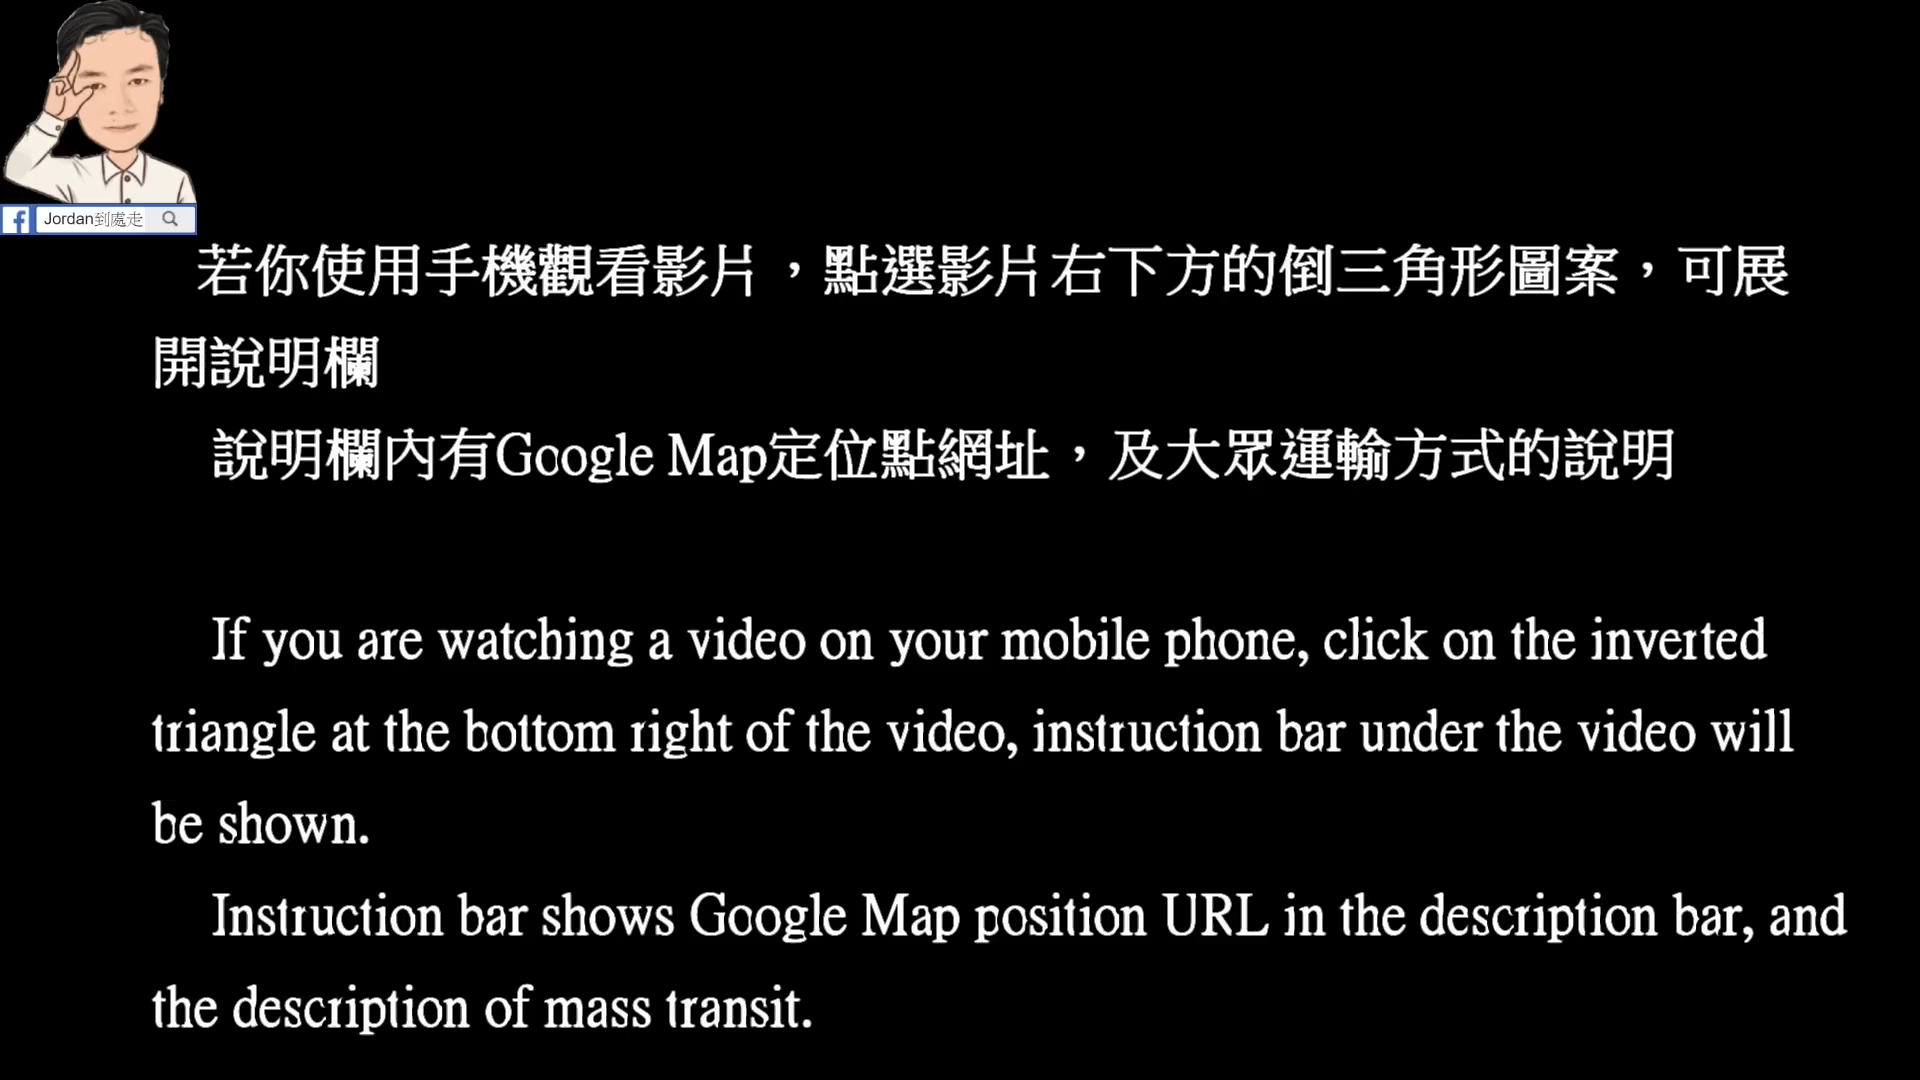 Jordan到處走
若你使用手機觀看影片，點選影片右下方的倒三角形圖案，可展
開說明欄
說明欄內有Google Map定位點網址，及大眾運輸方式的說明
If you are watching a video on your mobile phone, click on the inverted
triangle at the bottom right of the video, instruction bar under the video will
be shown.
Instruction bar shows Google Map position URL in the description bar, and
the description of mass transit.